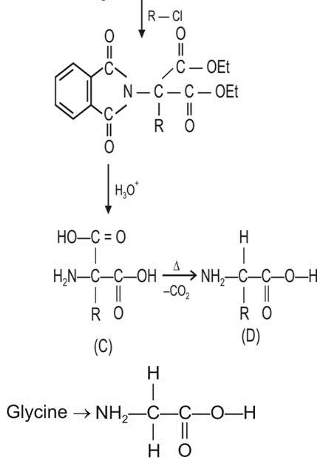 R—Cl
O O
C C—OEt
N—C—C—OEt
C R O
O
H₃O⁺
HO—C=O H
H₂N—C—C—OH Δ NH₂—C—C—O—H
–CO₂
R O R O
(C) (D)
H
Glycine → NH₂—C—C—O—H
H O